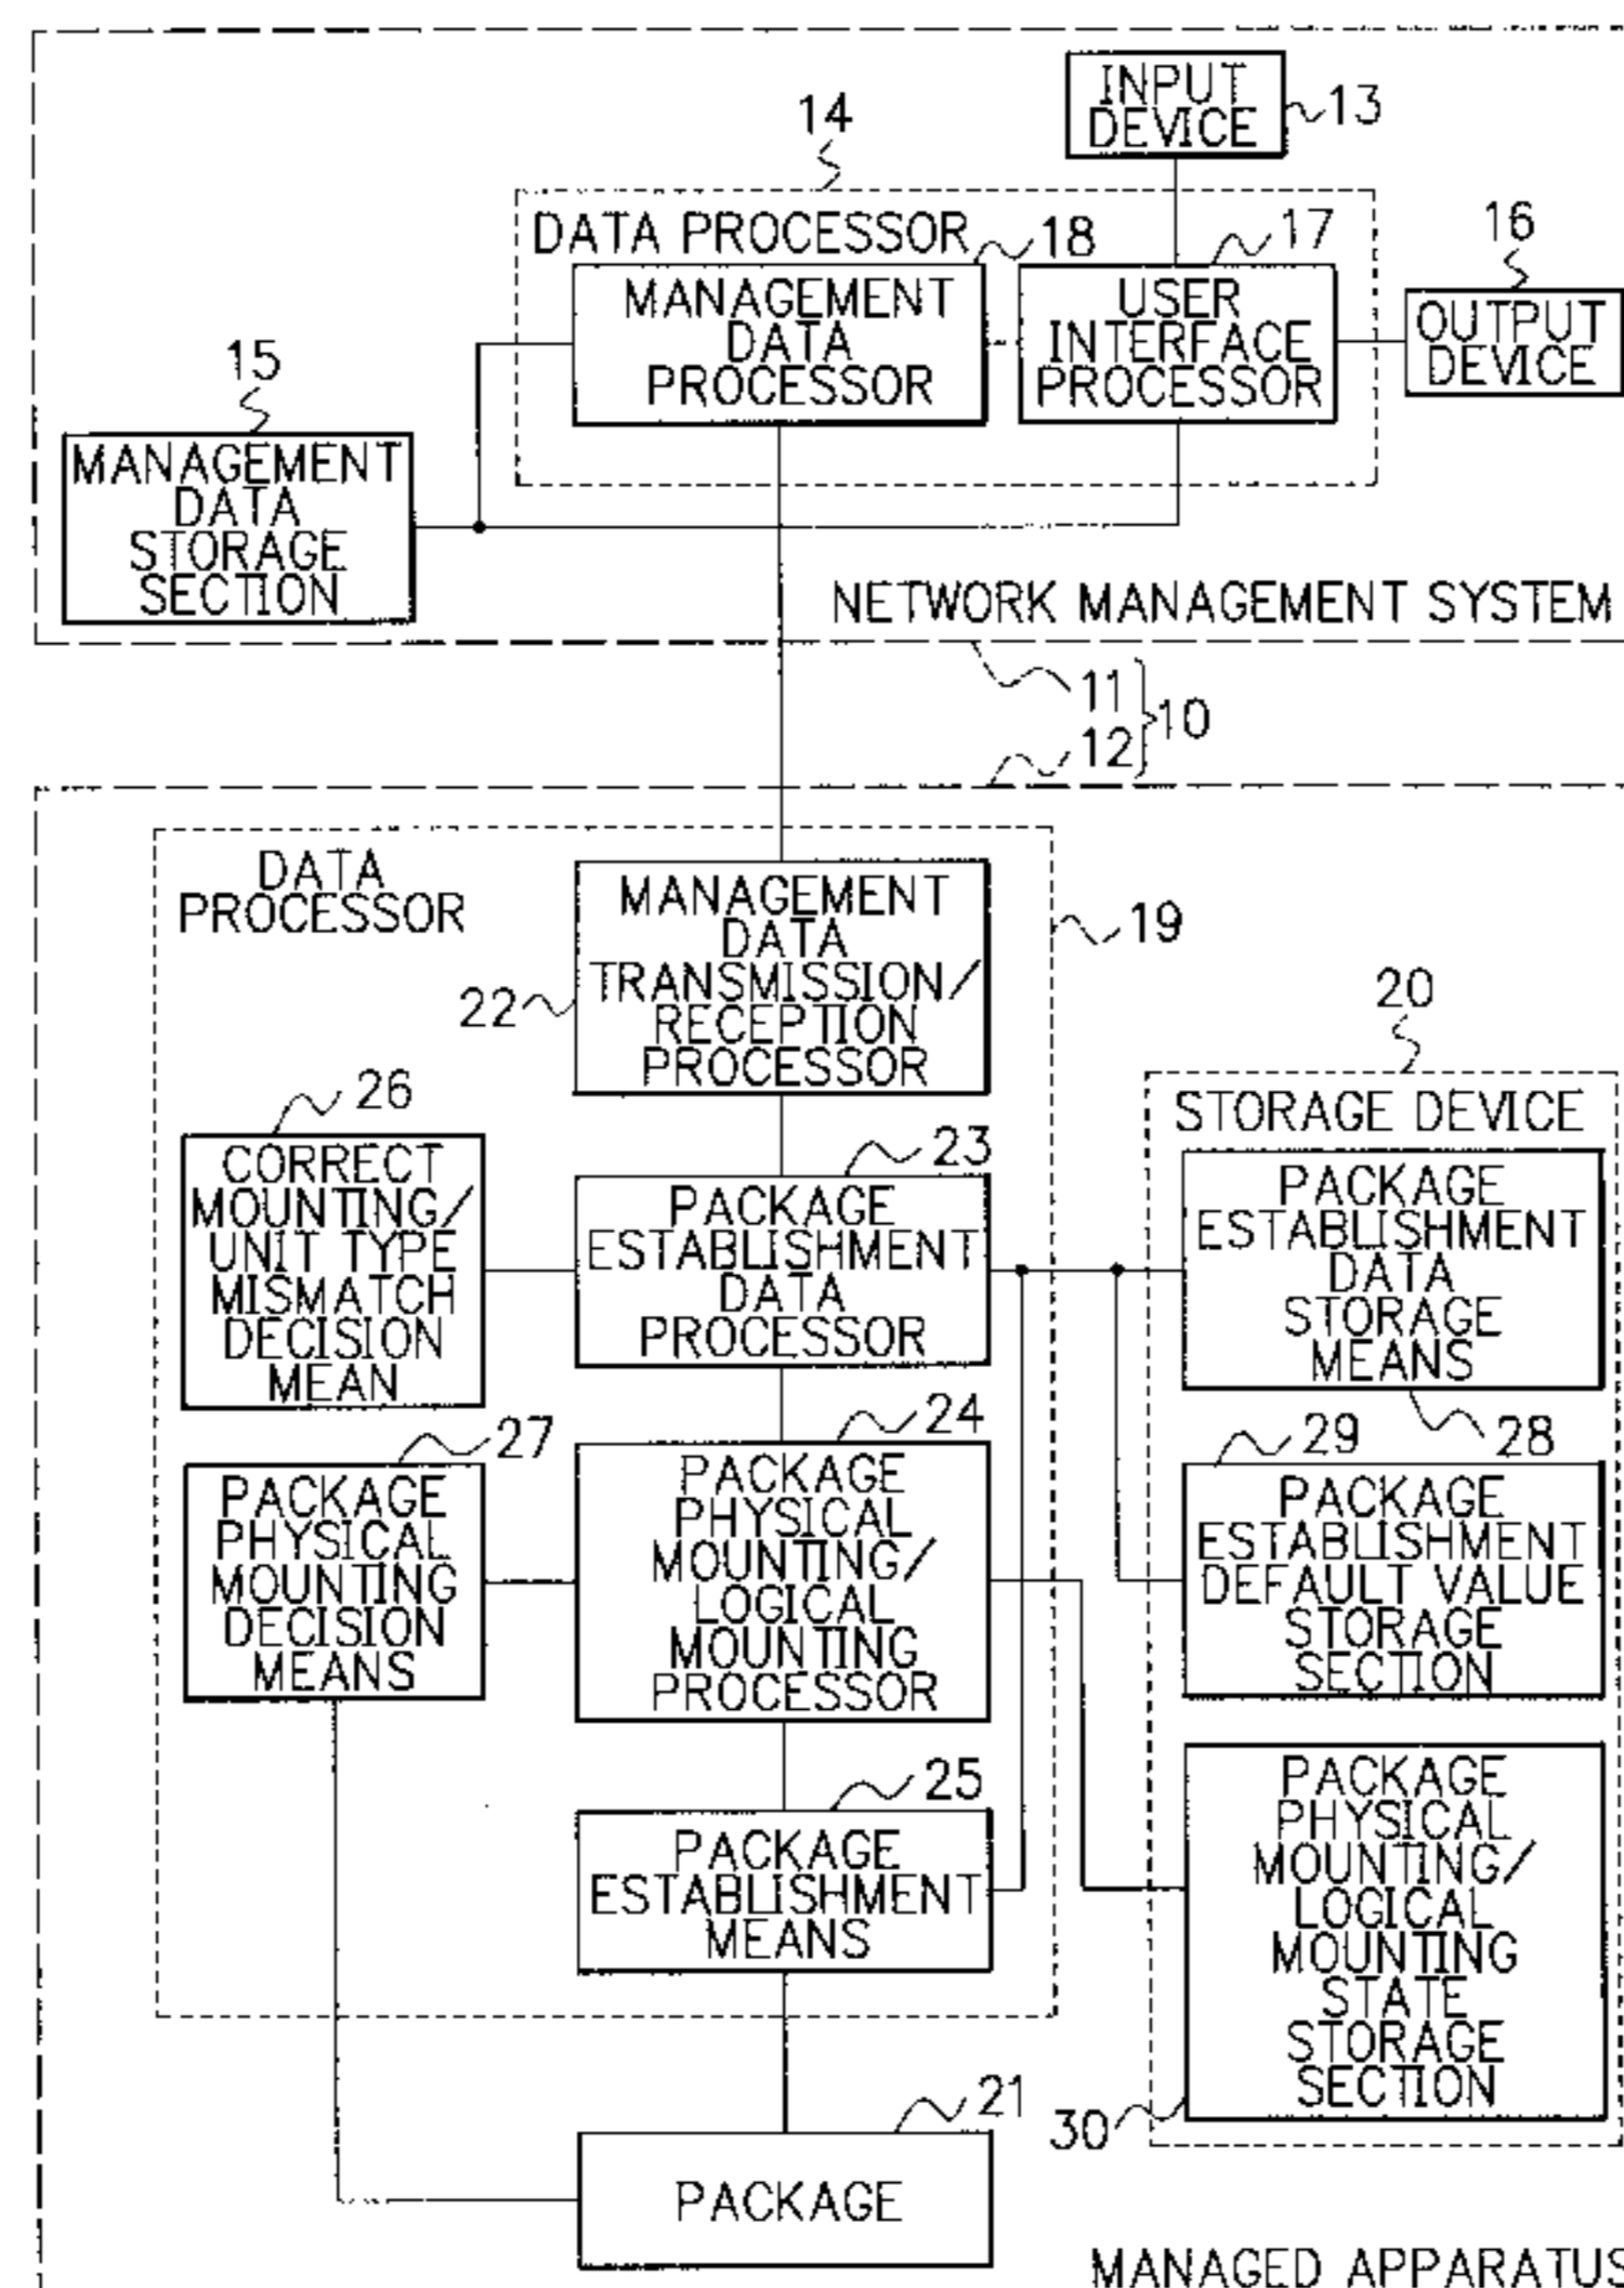 INPUT
DEVICE
13
14
DATA PROCESSOR
18
17
16
MANAGEMENT
DATA
PROCESSOR
USER
INTERFACE
PROCESSOR
OUTPUT
DEVICE
15
MANAGEMENT
DATA
STORAGE
SECTION
NETWORK MANAGEMENT SYSTEM
11
12
10
DATA
PROCESSOR
MANAGEMENT
DATA
TRANSMISSION/
RECEPTION
PROCESSOR
19
22
20
STORAGE DEVICE
26
CORRECT
MOUNTING/
UNIT TYPE
MISMATCH
DECISION
MEAN
23
PACKAGE
ESTABLISHMENT
DATA
PROCESSOR
PACKAGE
ESTABLISHMENT
DATA
STORAGE
MEANS
28
27
PACKAGE
PHYSICAL
MOUNTING
DECISION
MEANS
24
PACKAGE
PHYSICAL
MOUNTING/
LOGICAL
MOUNTING
PROCESSOR
29
PACKAGE
ESTABLISHMENT
DEFAULT VALUE
STORAGE
SECTION
25
PACKAGE
ESTABLISHMENT
MEANS
PACKAGE
PHYSICAL
MOUNTING/
LOGICAL
MOUNTING
STATE
STORAGE
SECTION
30
21
PACKAGE
MANAGED APPARATUS